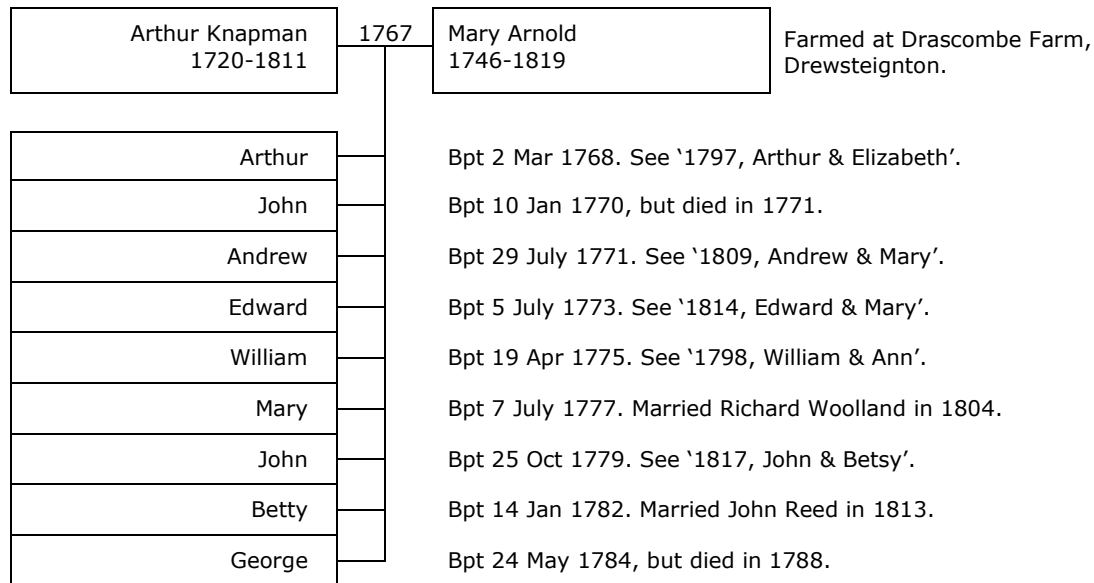 Arthur Knapman
1720-1811
1767
Mary Arnold
1746-1819
Farmed at Drascombe Farm,
Drewsteignton.
Arthur
Bpt 2 Mar 1768. See ‘1797, Arthur & Elizabeth’.
John
Bpt 10 Jan 1770, but died in 1771.
Andrew
Bpt 29 July 1771. See ‘1809, Andrew & Mary’.
Edward
Bpt 5 July 1773. See ‘1814, Edward & Mary’.
William
Bpt 19 Apr 1775. See ‘1798, William & Ann’.
Mary
Bpt 7 July 1777. Married Richard Woolland in 1804.
John
Bpt 25 Oct 1779. See ‘1817, John & Betsy’.
Betty
Bpt 14 Jan 1782. Married John Reed in 1813.
George
Bpt 24 May 1784, but died in 1788.